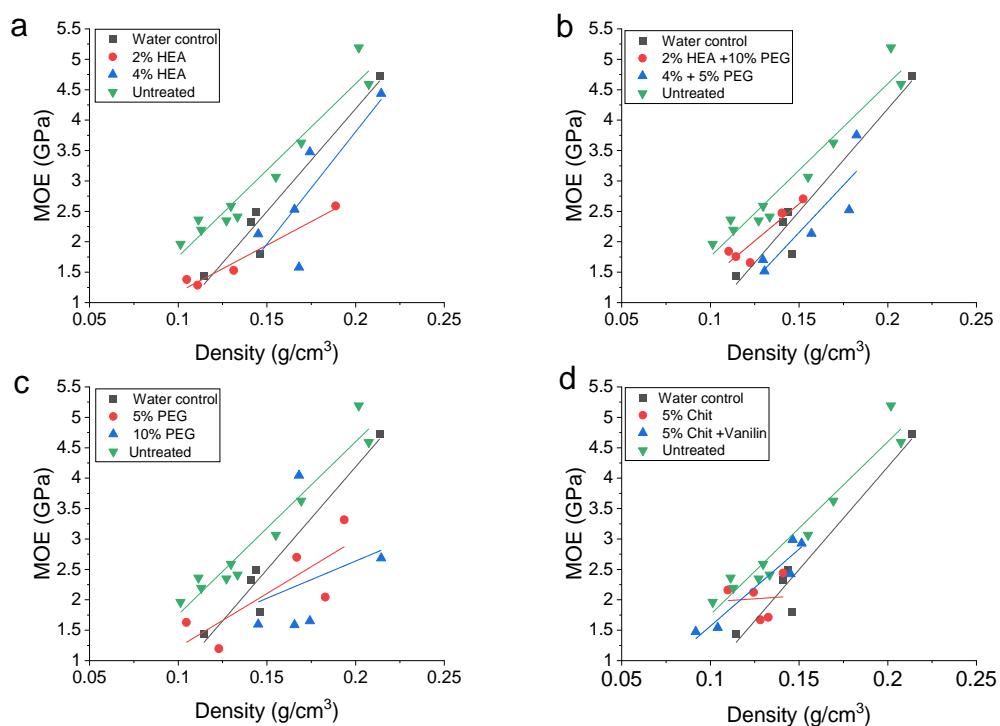 a
Water control
2% HEA
4% HEA
Untreated
5.5
5
4.5
4
3.5
3
2.5
2
1.5
1
MOE (GPa)
0.05
0.1
0.15
0.2
0.25
Density (g/cm³)
b
Water control
2% HEA +10% PEG
4% + 5% PEG
Untreated
5.5
5
4.5
4
3.5
3
2.5
2
1.5
1
MOE (GPa)
0.05
0.1
0.15
0.2
0.25
Density (g/cm³)
c
Water control
5% PEG
10% PEG
Untreated
5.5
5
4.5
4
3.5
3
2.5
2
1.5
1
MOE (GPa)
0.05
0.1
0.15
0.2
0.25
Density (g/cm³)
d
Water control
5% Chit
5% Chit +Vanilin
Untreated
5.5
5
4.5
4
3.5
3
2.5
2
1.5
1
MOE (GPa)
0.05
0.1
0.15
0.2
0.25
Density (g/cm³)